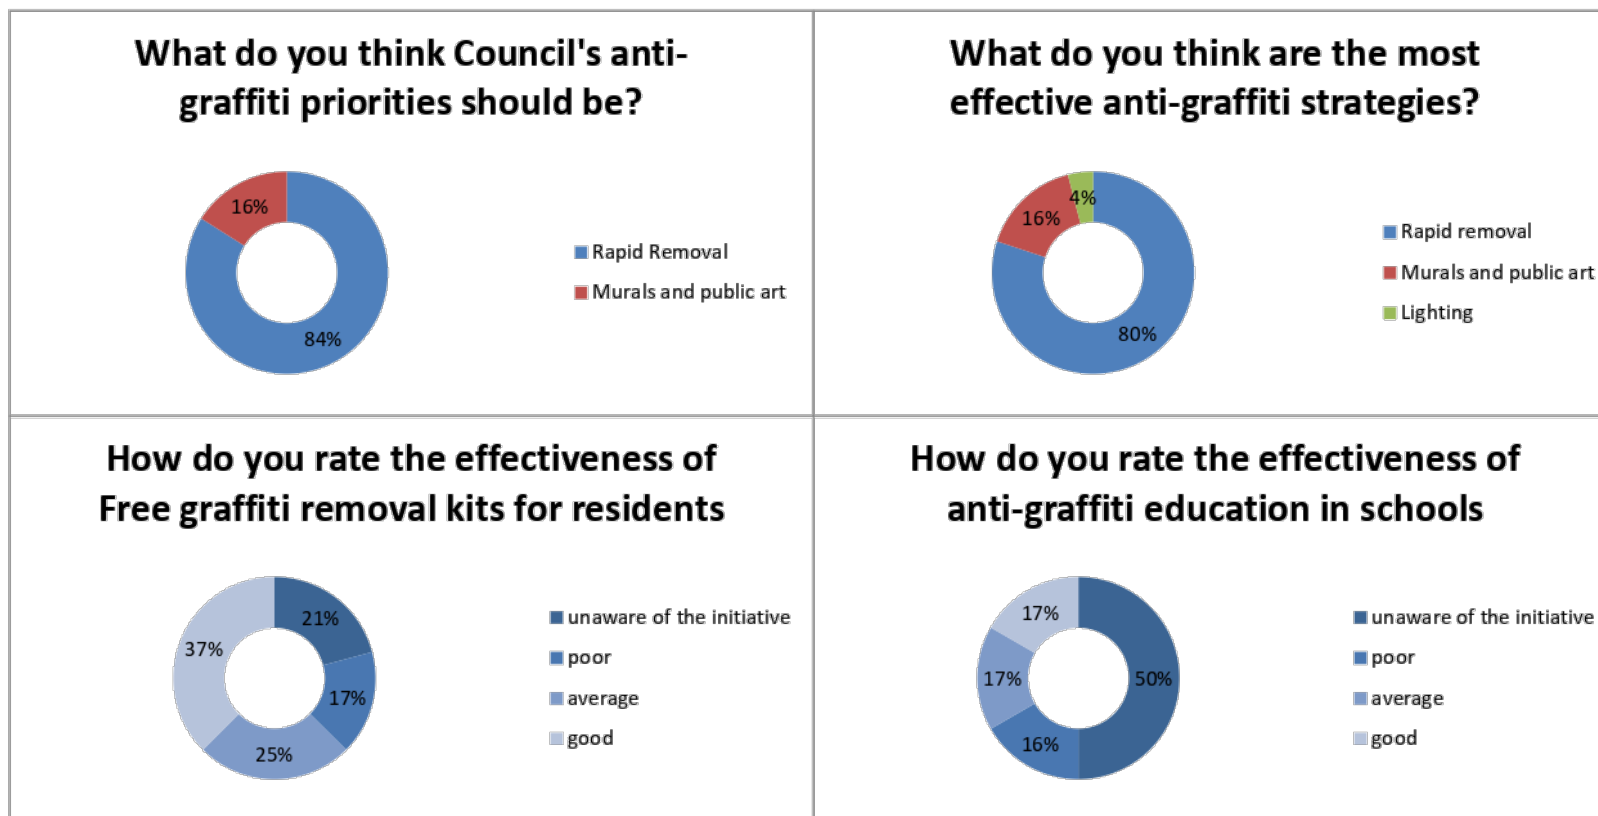 What do you think Council's anti-
graffiti priorities should be?
16%
84%
Rapid Removal
Murals and public art
What do you think are the most
effective anti-graffiti strategies?
4%
16%
80%
Rapid removal
Murals and public art
Lighting
How do you rate the effectiveness of
Free graffiti removal kits for residents
21%
37%
17%
25%
unaware of the initiative
poor
average
good
How do you rate the effectiveness of
anti-graffiti education in schools
17%
17%
50%
16%
unaware of the initiative
poor
average
good